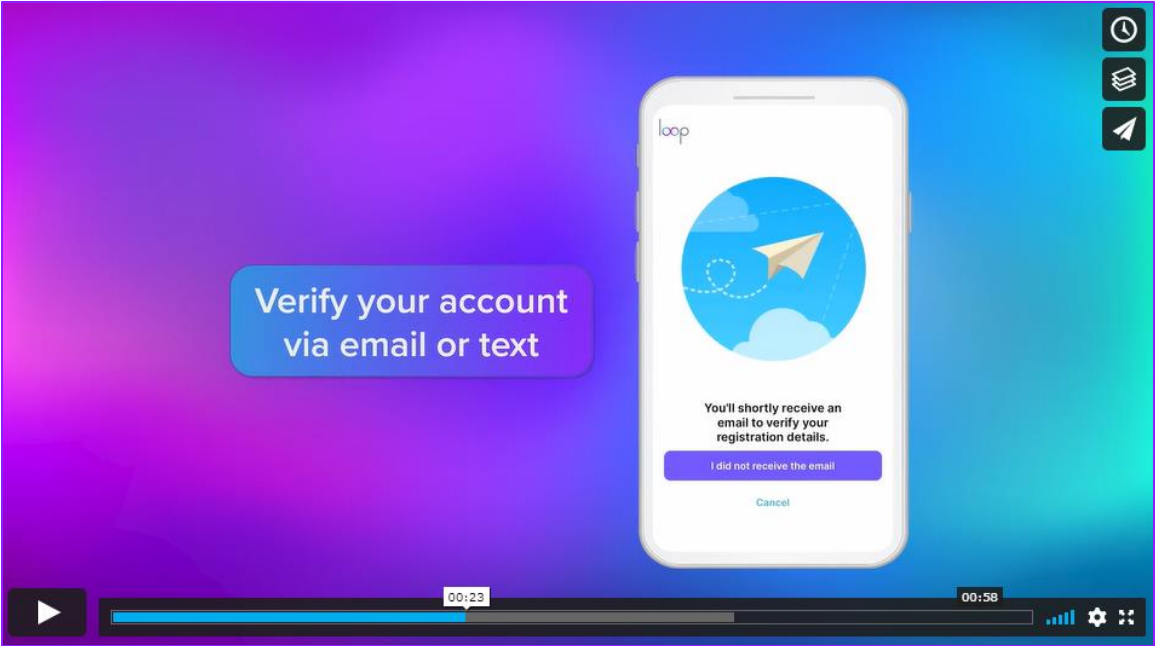 loop
Verify your account
via email or text
You'll shortly receive an
email to verify your
registration details.
I did not receive the email
Cancel
00:23
00:58